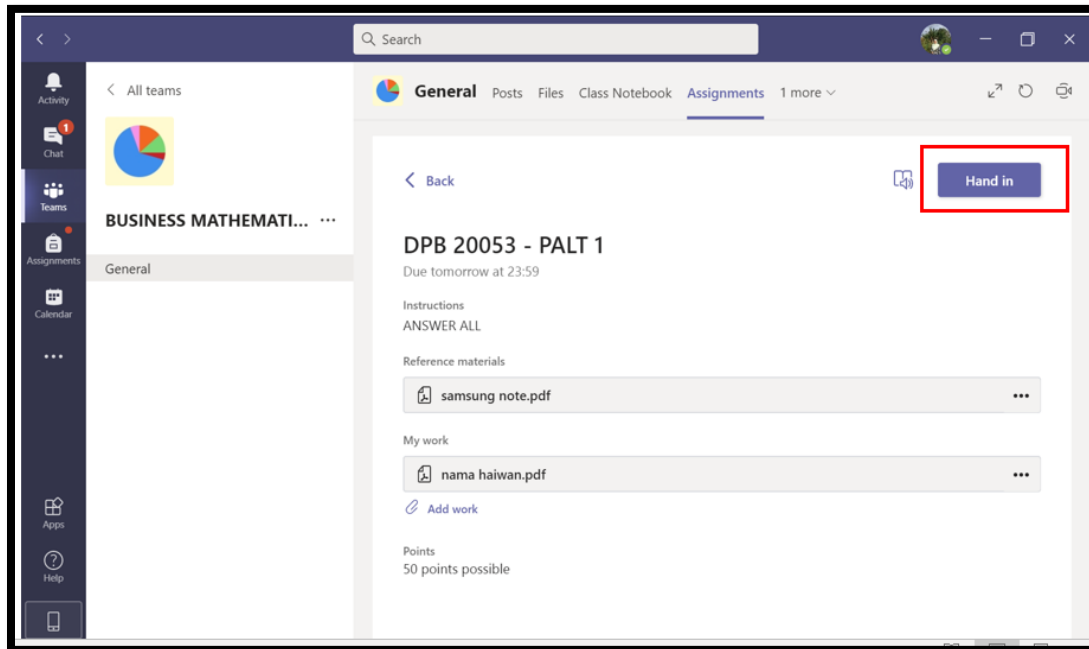 Search
Activity
Chat
1
Teams
Assignments
Calendar
Apps
Help
All teams
BUSINESS MATHEMATI... ...
General
General Posts Files Class Notebook Assignments 1 more
Back
Hand in
DPB 20053 - PALT 1
Due tomorrow at 23:59
Instructions
ANSWER ALL
Reference materials
samsung note.pdf
My work
nama haiwan.pdf
Add work
Points
50 points possible